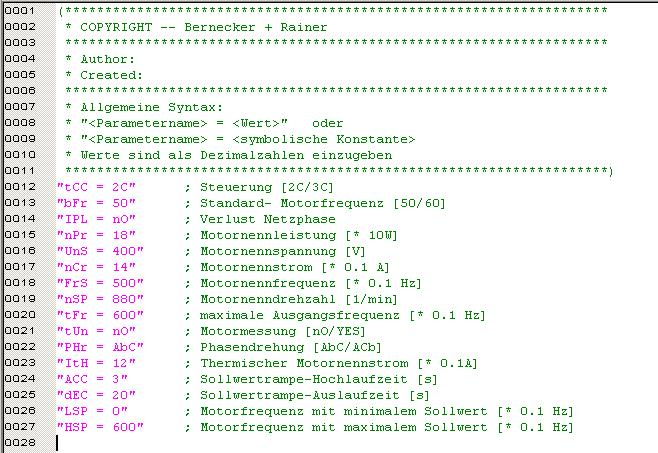 0001 (******************************************************************
0002 * COPYRIGHT -- Bernecker + Rainer
0003 ******************************************************************
0004 * Author:
0005 * Created:
0006 ******************************************************************
0007 * Allgemeine Syntax:
0008 * "<Parametername> = <Wert>"   oder
0009 * "<Parametername> = <symbolische Konstante>
0010 * Werte sind als Dezimalzahlen einzugeben
0011 ******************************************************************)
0012 "tCC = 2C"      ; Steuerung [2C/3C]
0013 "bFr = 50"      ; Standard- Motorfrequenz [50/60]
0014 "IPL = nO"      ; Verlust Netzphase
0015 "nPr = 18"      ; Motornennleistung [* 10W]
0016 "UnS = 400"     ; Motornennspannung [V]
0017 "nCr = 14"      ; Motornennstrom [* 0.1 A]
0018 "FrS = 500"     ; Motornennfrequenz [* 0.1 Hz]
0019 "nSP = 880"     ; Motornenndrehzahl [1/min]
0020 "tFr = 600"     ; maximale Ausgangsfrequenz [* 0.1 Hz]
0021 "tUn = nO"      ; Motormessung [nO/YES]
0022 "PHr = AbC"     ; Phasendrehung [AbC/ACb]
0023 "ItH = 12"      ; Thermischer Motornennstrom [* 0.1A]
0024 "ACC = 3"       ; Sollwertrampe-Hochlaufzeit [s]
0025 "dEC = 20"      ; Sollwertrampe-Auslaufzeit [s]
0026 "LSP = 0"       ; Motorfrequenz mit minimalem Sollwert [* 0.1 Hz]
0027 "HSP = 600"     ; Motorfrequenz mit maximalem Sollwert [* 0.1 Hz]
0028